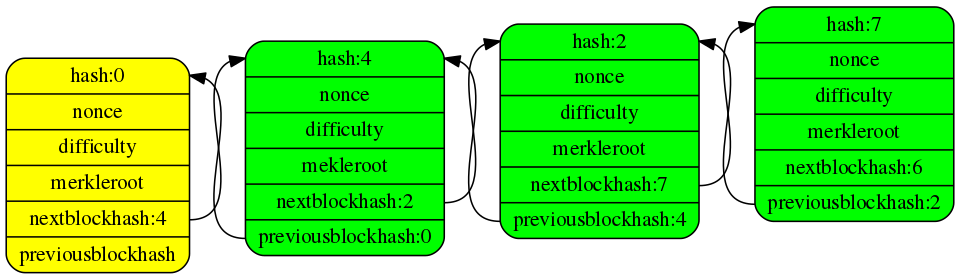 hash:0
nonce
difficulty
merkleroot
nextblockhash:4
previousblockhash
hash:4
nonce
difficulty
mekleroot
nextblockhash:2
previousblockhash:0
hash:2
nonce
difficulty
merkleroot
nextblockhash:7
previousblockhash:4
hash:7
nonce
difficulty
merkleroot
nextblockhash:6
previousblockhash:2